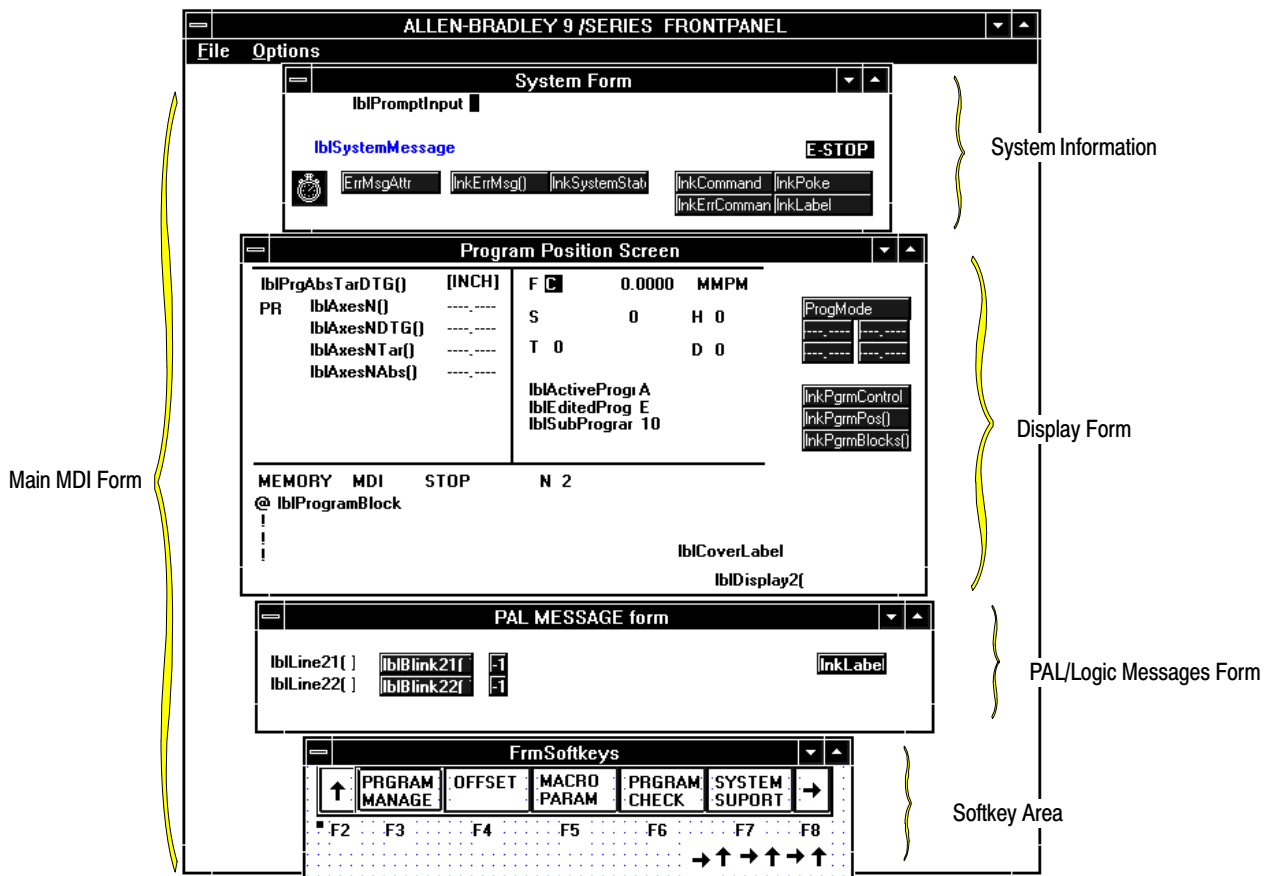 ALLEN-BRADLEY 9 /SERIES FRONTPANEL
File Options
System Form
lblPromptInput
lblSystemMessage
E-STOP
ErrMsgAttr lnkErrMsg() lnkSystemStat
lnkCommand lnkPoke
lnkErrComman lnkLabel
System Information
Program Position Screen
lblPrgAbsTarDTG() [INCH]
PR lblAxesN() ----.----
lblAxesNDTG()
lblAxesNTar() ----.----
lblAxesNAbs() ----.----
F C 0.0000 MMPM
S 0 H 0
T 0 D 0
lblActiveProgr A
lblEditedProg E
lblSubPrograr 10
ProgMode
---.---- ---.----
---.---- ---.----
lnkPgrmControl
lnkPgrmPos()
lnkPgrmBlocks()
Display Form
Main MDI Form
MEMORY MDI STOP N 2
@ lblProgramBlock
!
!
!
lblCoverLabel
lblDisplay2(
PAL MESSAGE form
lblLine21( ) lblBlink21( -1
lblLine22( ) lblBlink22( -1
lnkLabel
PAL/Logic Messages Form
FrmSoftkeys
↑ PRGRAM MANAGE OFFSET MACRO PARAM PRGRAM CHECK SYSTEM SUPORT →
F2 F3 F4 F5 F6 F7 F8
→↑→↑→↑
Softkey Area